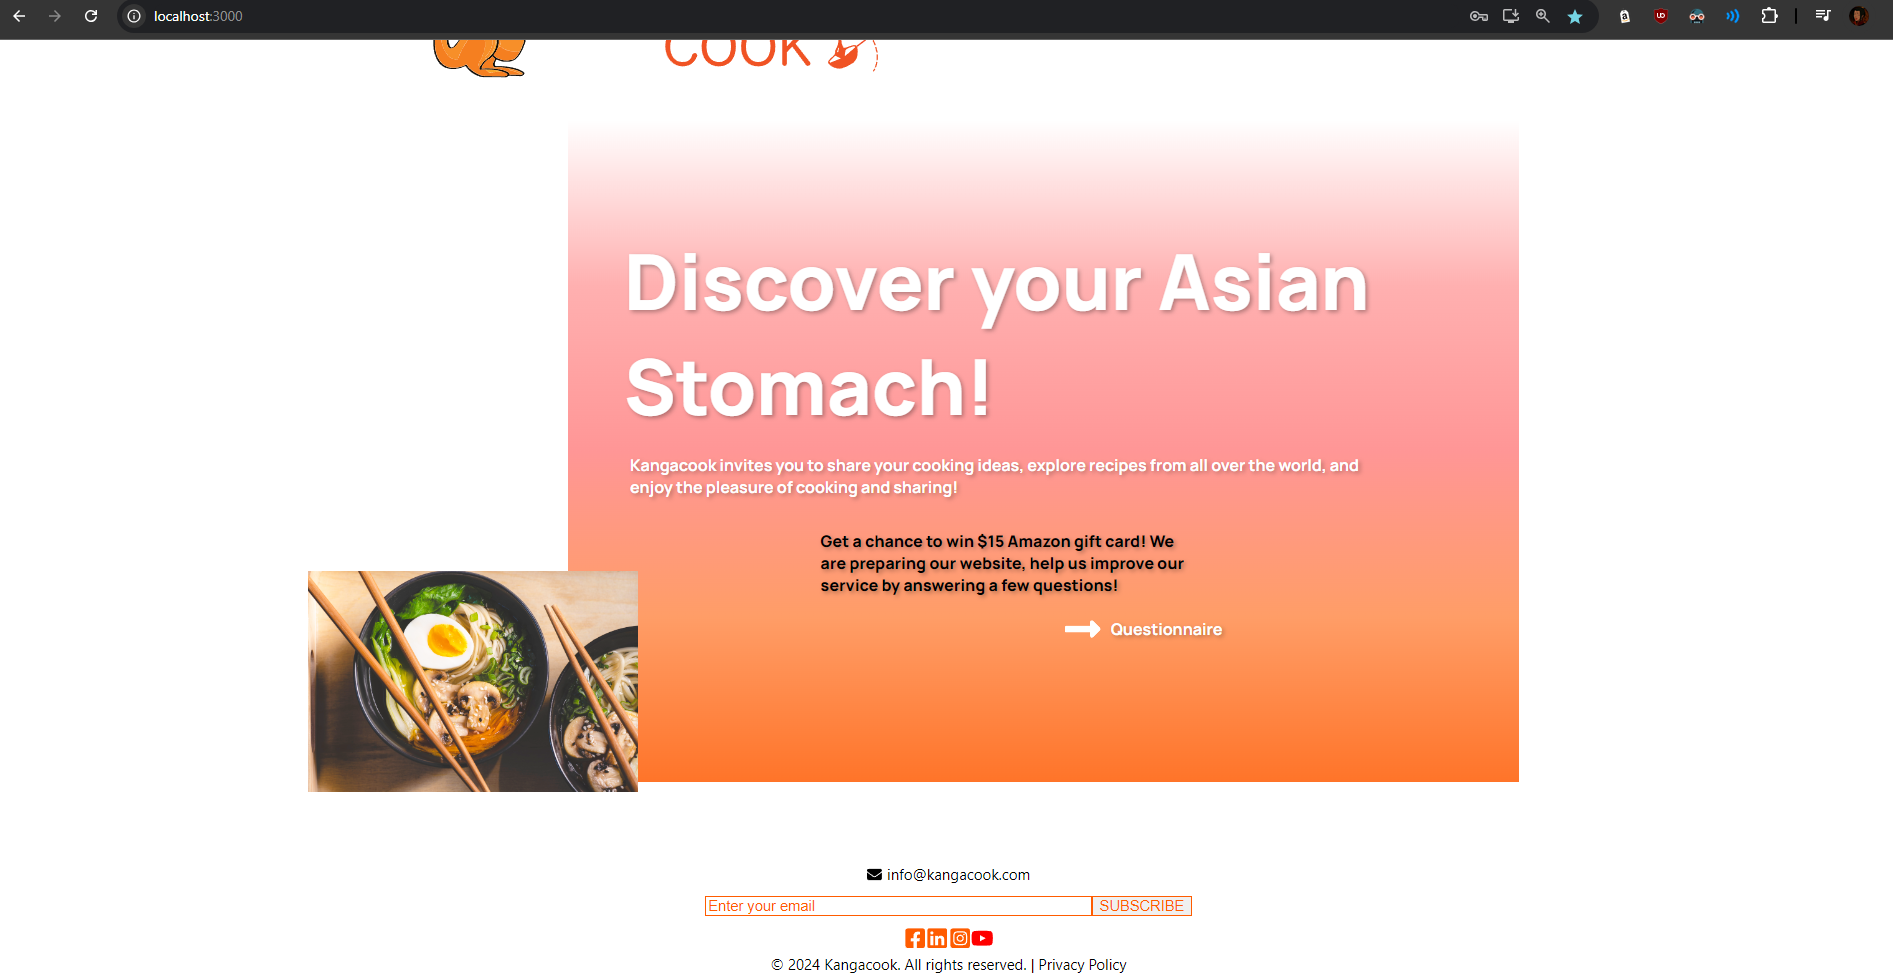 localhost:3000
COOK
Discover your Asian
Stomach!
Kangacook invites you to share your cooking ideas, explore recipes from all over the world, and
enjoy the pleasure of cooking and sharing!
Get a chance to win $15 Amazon gift card! We
are preparing our website, help us improve our
service by answering a few questions!
Questionnaire
info@kangacook.com
Enter your email SUBSCRIBE
© 2024 Kangacook. All rights reserved. | Privacy Policy